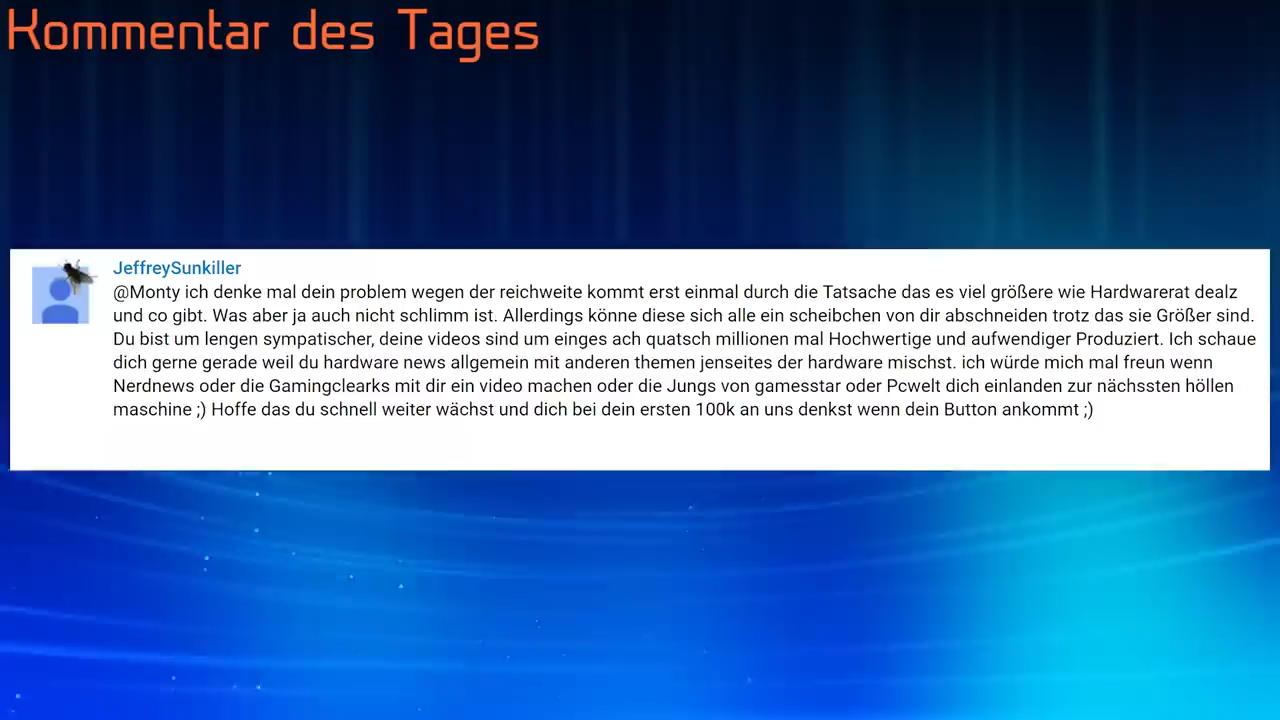 Kommentar des Tages
JeffreySunkiller
@Monty ich denke mal dein problem wegen der reichweite kommt erst einmal durch die Tatsache das es viel größere wie Hardwarerat dealz
und co gibt. Was aber ja auch nicht schlimm ist. Allerdings könne diese sich alle ein scheibchen von dir abschneiden trotz das sie Größer sind.
Du bist um lengen sympatischer, deine videos sind um einges ach quatsch millionen mal Hochwertige und aufwendiger Produziert. Ich schaue
dich gerne gerade weil du hardware news allgemein mit anderen themen jenseites der hardware mischst. ich würde mich mal freun wenn
Nerdnews oder die Gamingclearks mit dir ein video machen oder die Jungs von gamesstar oder Pcwelt dich einlanden zur nächssten höllen
maschine ;) Hoffe das du schnell weiter wächst und dich bei dein ersten 100k an uns denkst wenn dein Button ankommt ;)